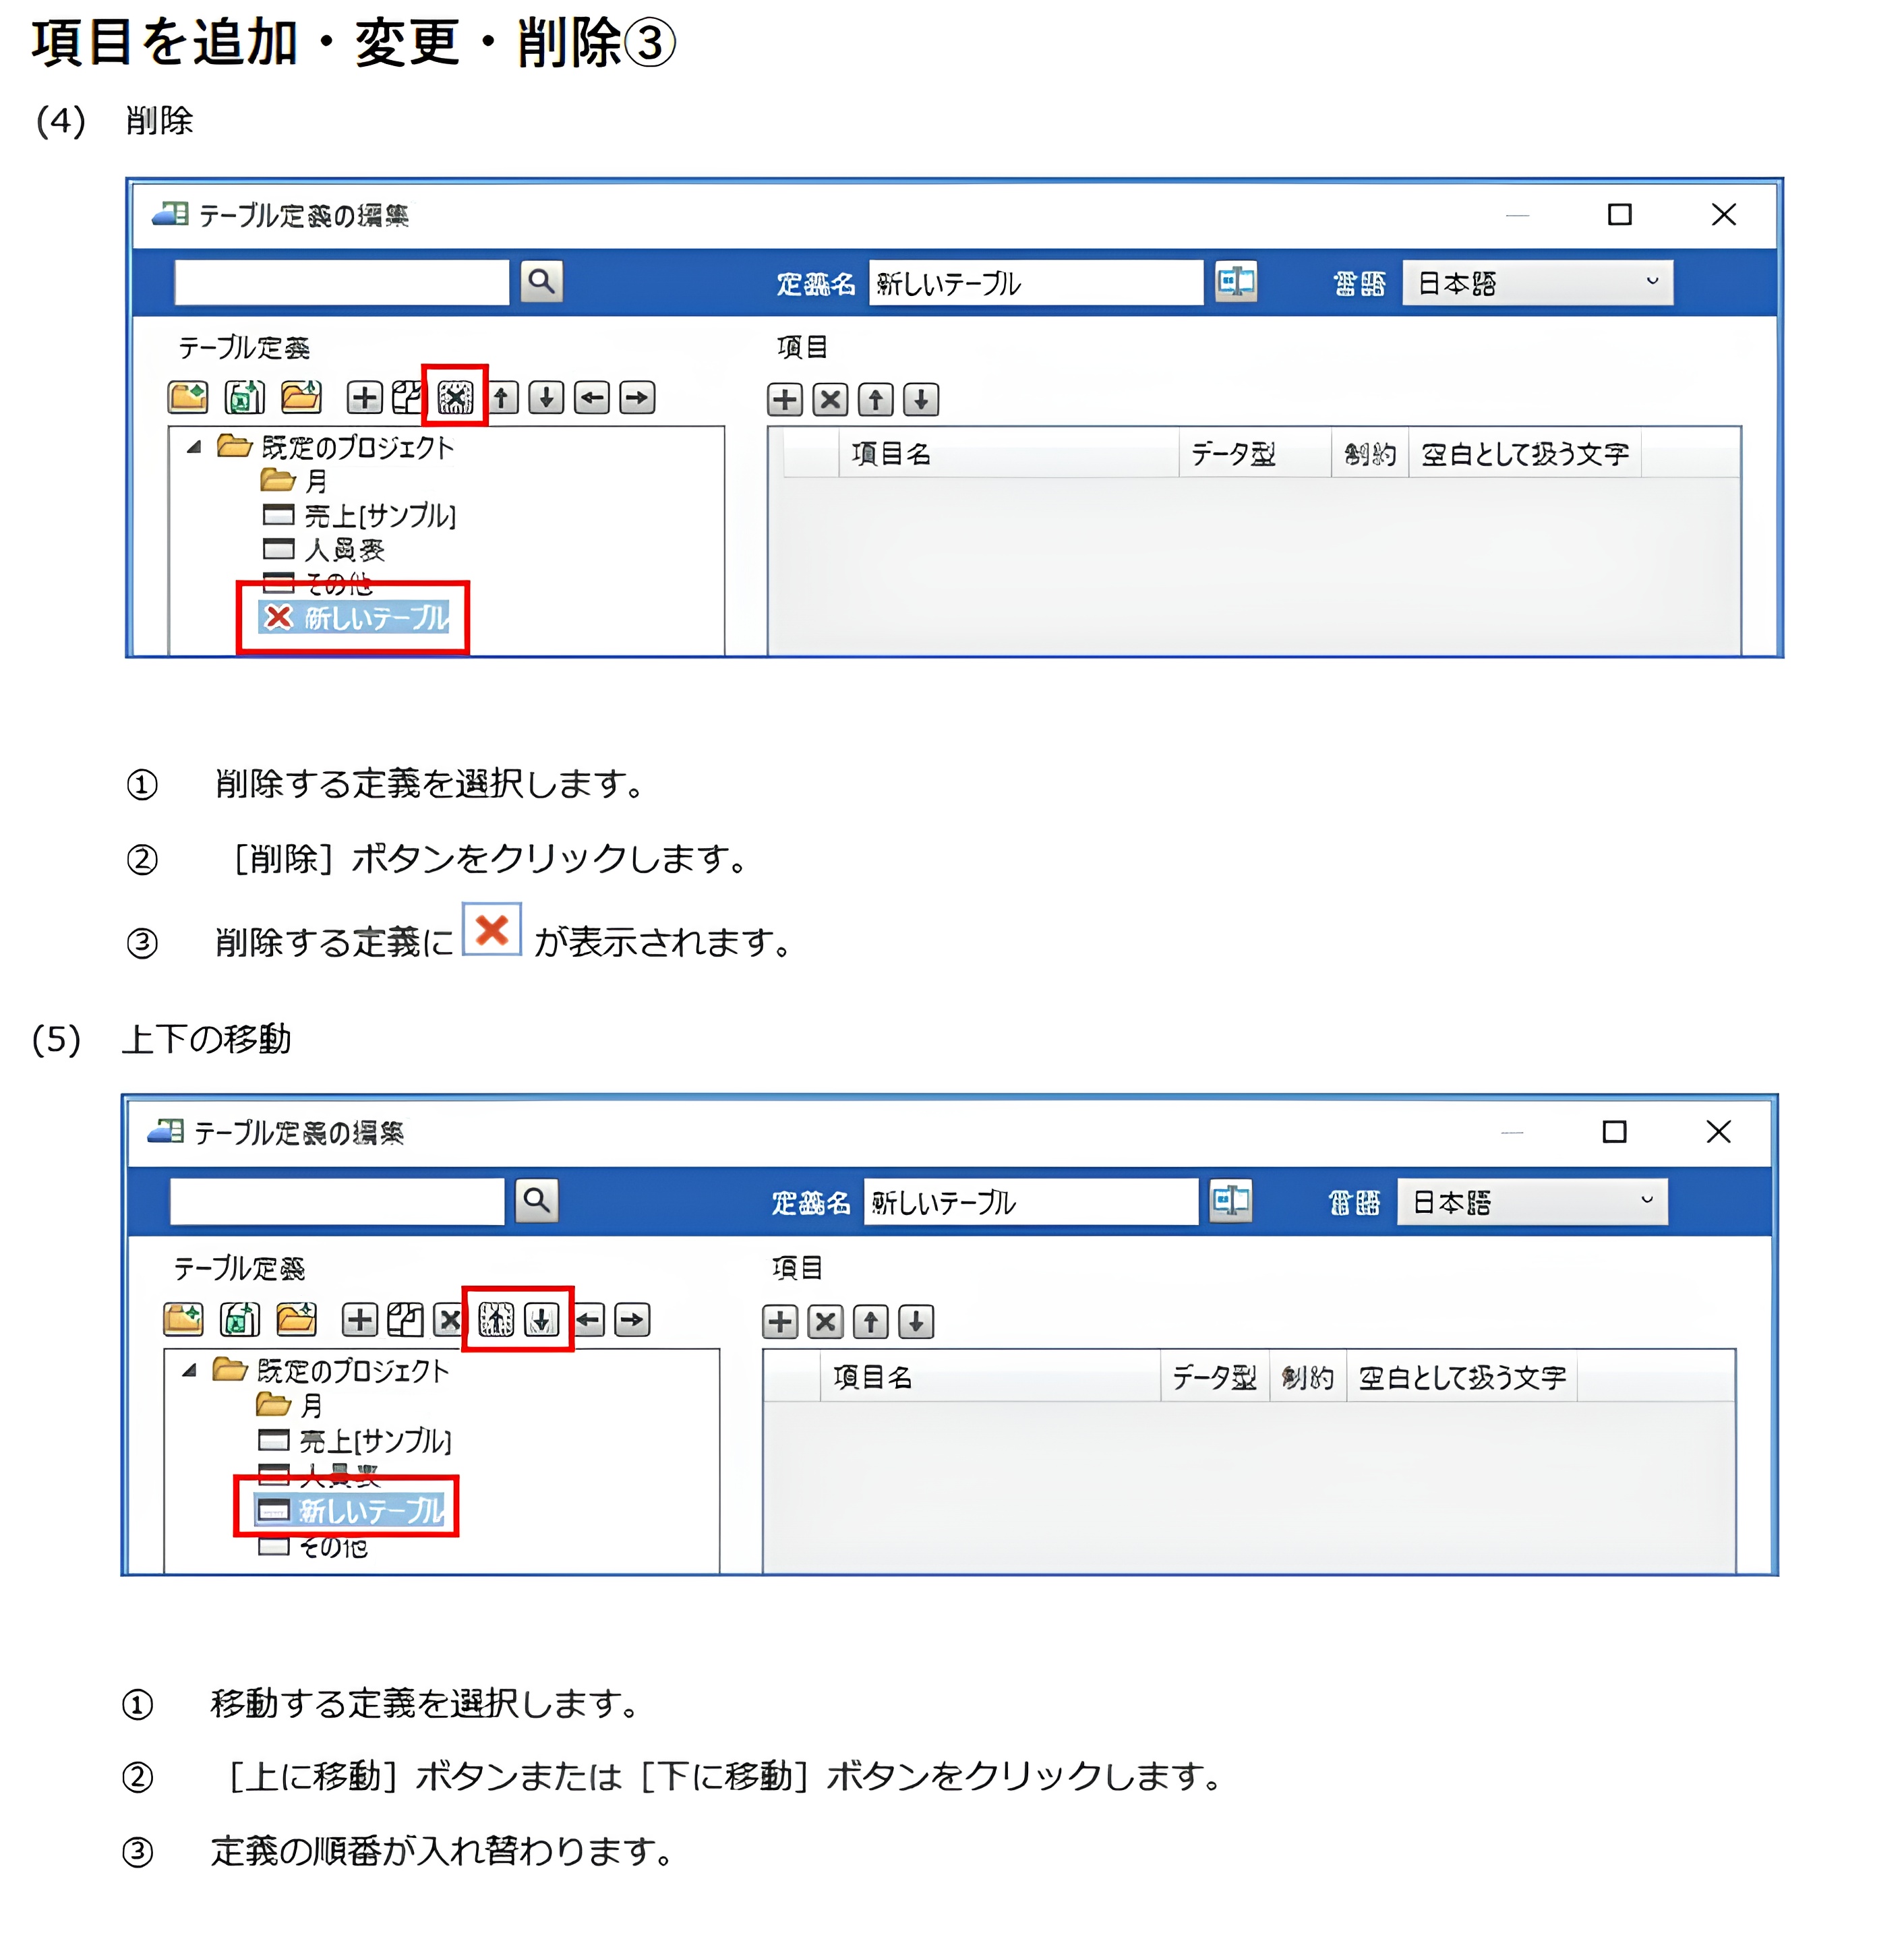 項目を追加・変更・削除③
(4) 削除
テーブル定義の編集
定義名 新しいテーブル 言語 日本語
テーブル定義 項目
既定のプロジェクト
項目名 データ型 制約 空白として扱う文字
月
売上[サンプル]
人員表
その他
新しいテーブル
① 削除する定義を選択します。
② ［削除］ボタンをクリックします。
③ 削除する定義に が表示されます。
(5) 上下の移動
テーブル定義の編集
定義名 新しいテーブル 言語 日本語
テーブル定義 項目
既定のプロジェクト
項目名 データ型 制約 空白として扱う文字
月
売上[サンプル]
人員表
新しいテーブル
その他
① 移動する定義を選択します。
② ［上に移動］ボタンまたは［下に移動］ボタンをクリックします。
③ 定義の順番が入れ替わります。